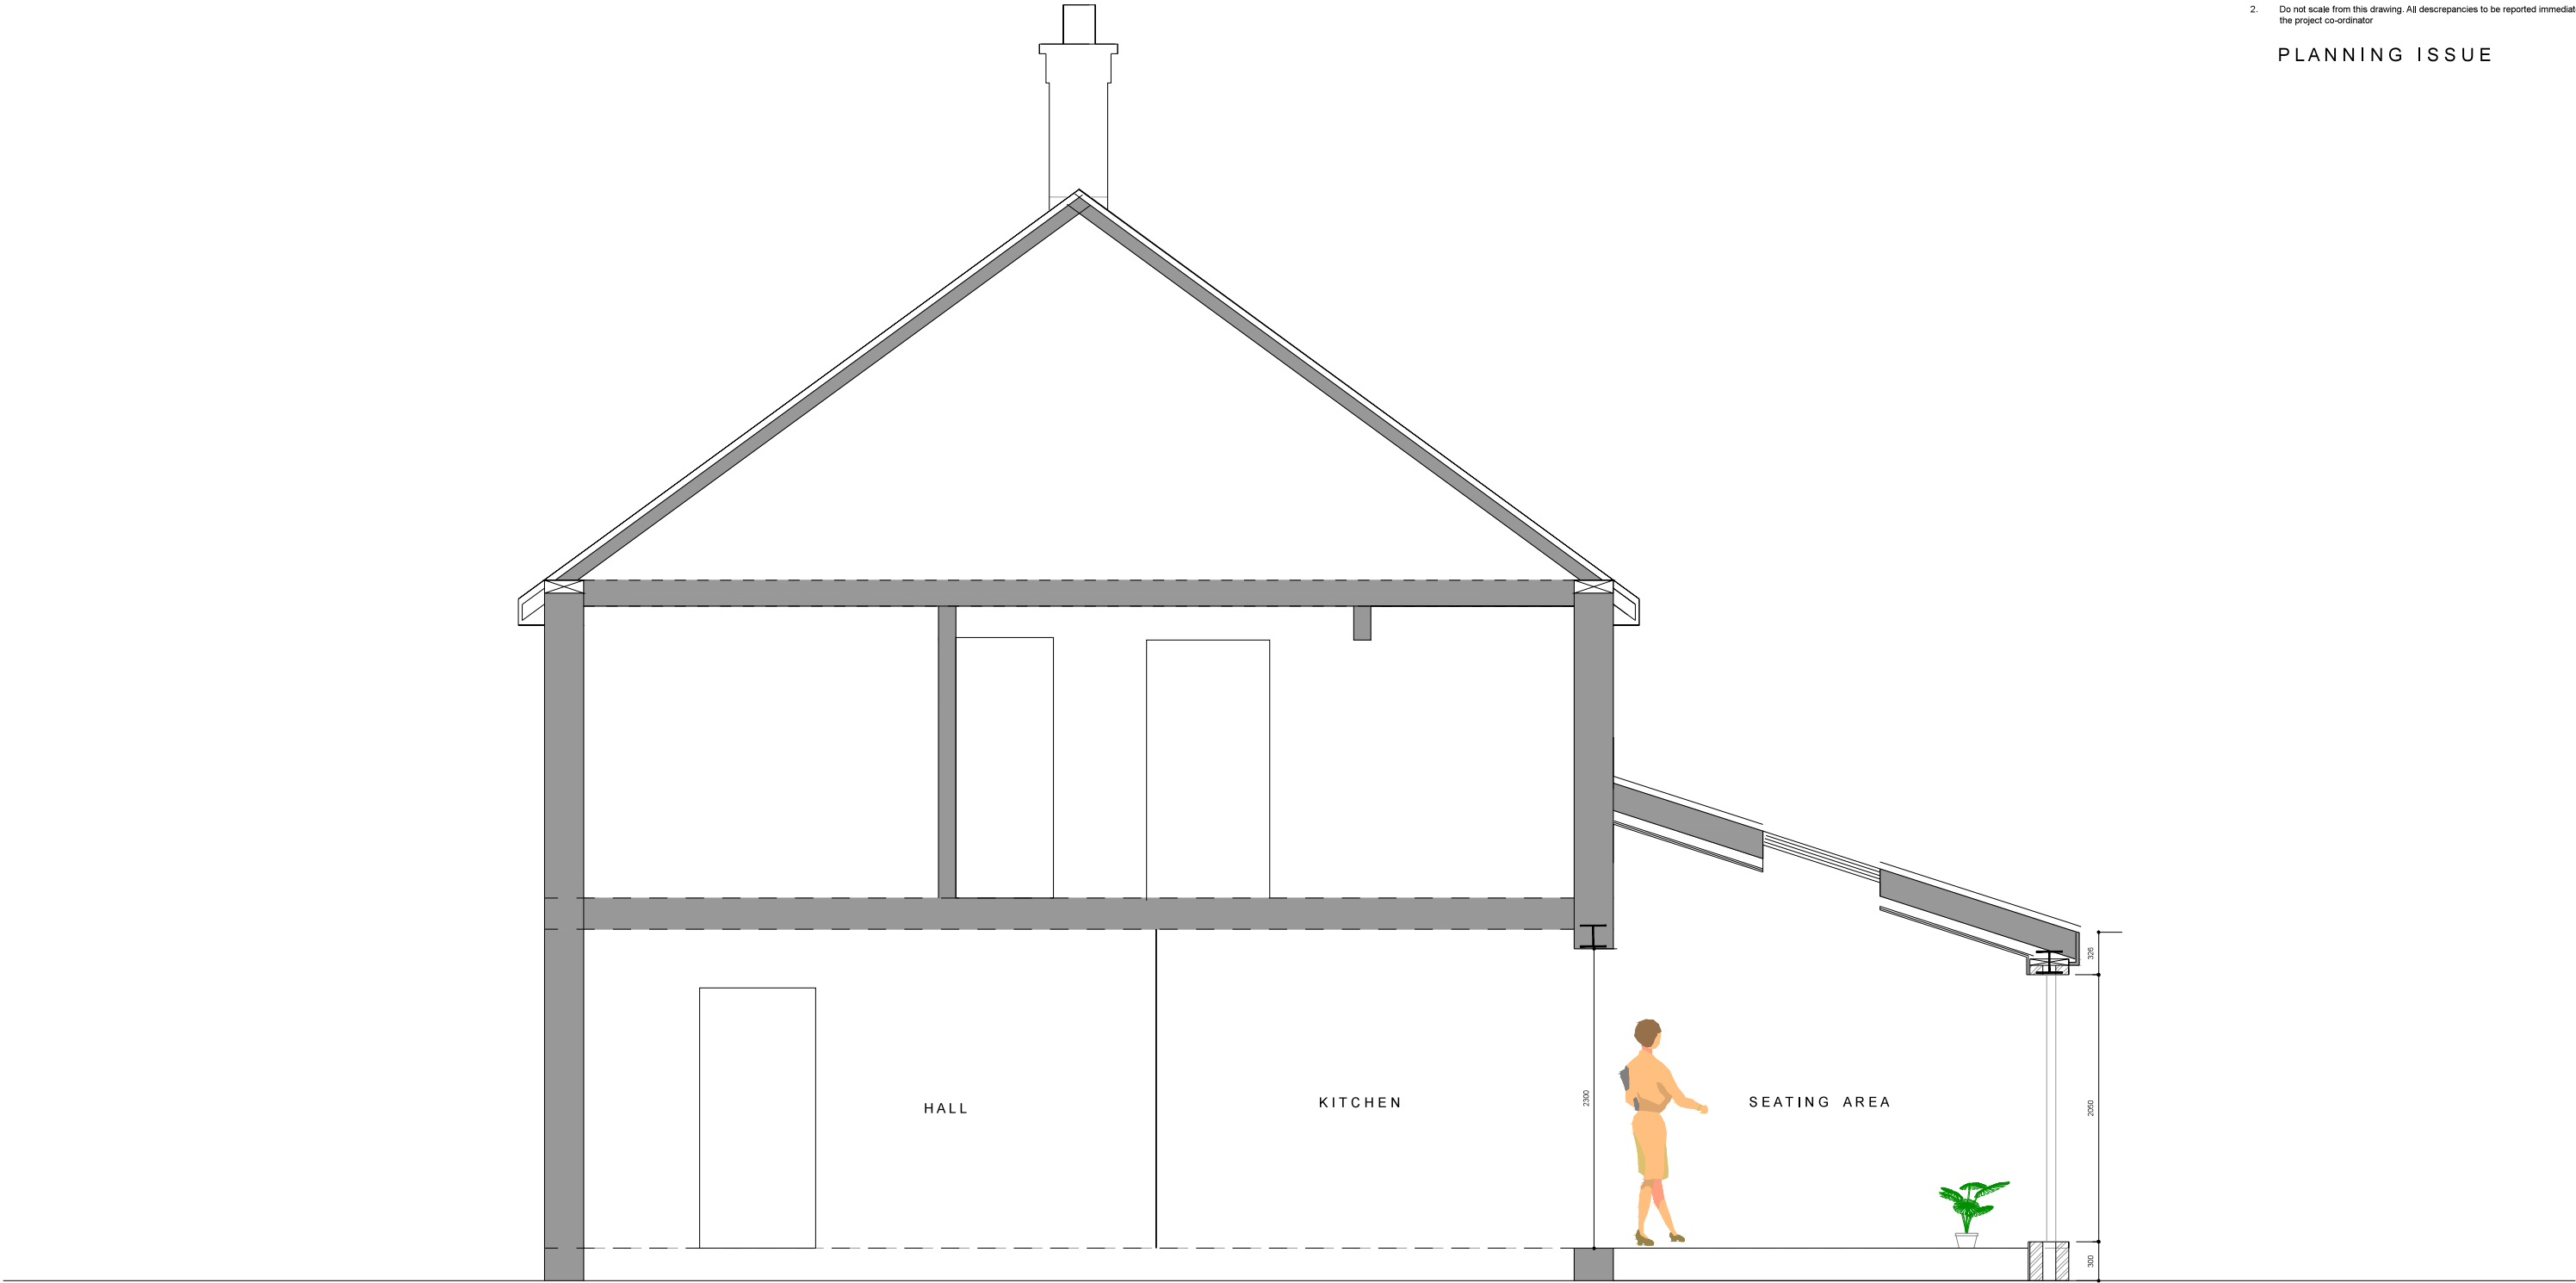 2. Do not scale from this drawing. All descrepancies to be reported immediat
the project co-ordinator
PLANNING ISSUE
326
2300
2050
HALL
KITCHEN
SEATING AREA
300